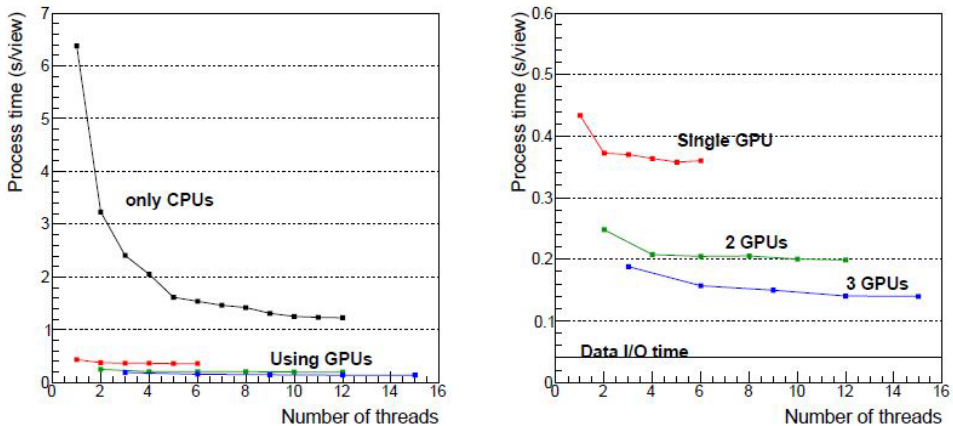 7
6
5
4
3
2
1
0
Process time (s/view)
only CPUs
Using GPUs
0 2 4 6 8 10 12 14 16
Number of threads
0.6
0.5
0.4
0.3
0.2
0.1
0
Process time (s/view)
Single GPU
2 GPUs
3 GPUs
Data I/O time
0 2 4 6 8 10 12 14 16
Number of threads